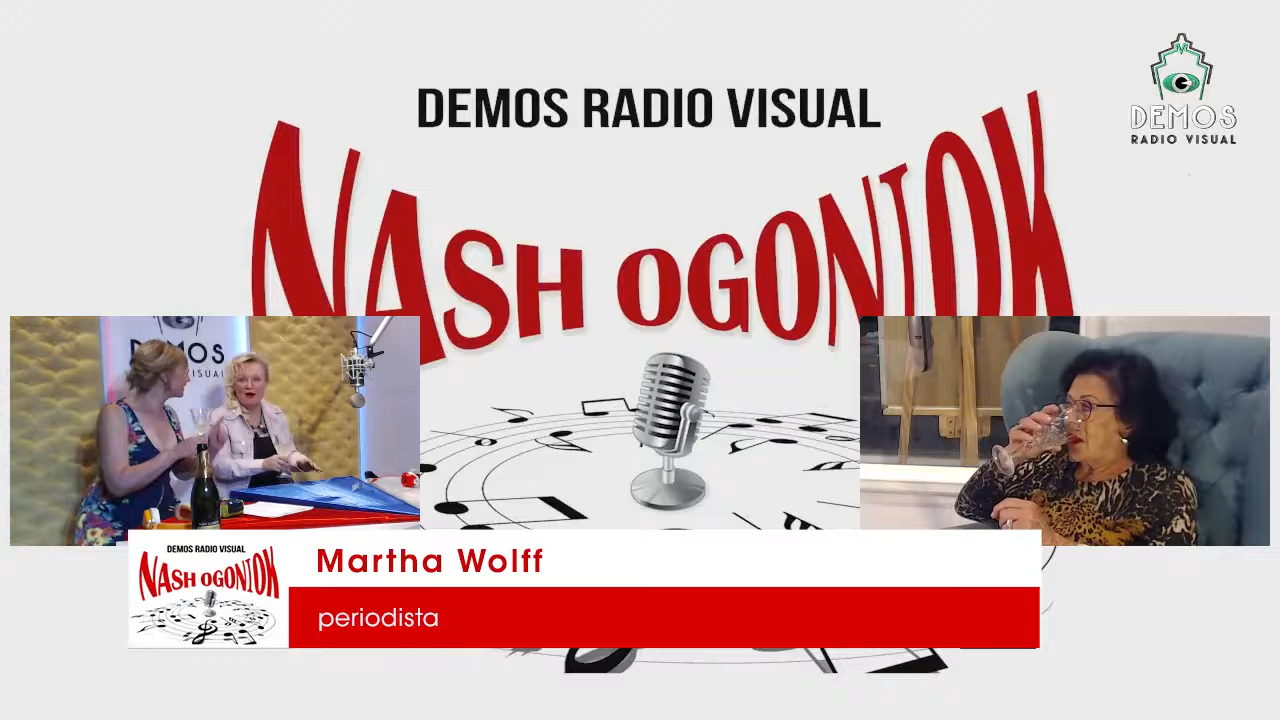 DEMOS RADIO VISUAL
DEMOS
RADIO VISUAL
NASH OGONIOK
DEMOS
VISUAL
DEMOS RADIO VISUAL
NASH OGONIOK
Martha Wolff
periodista